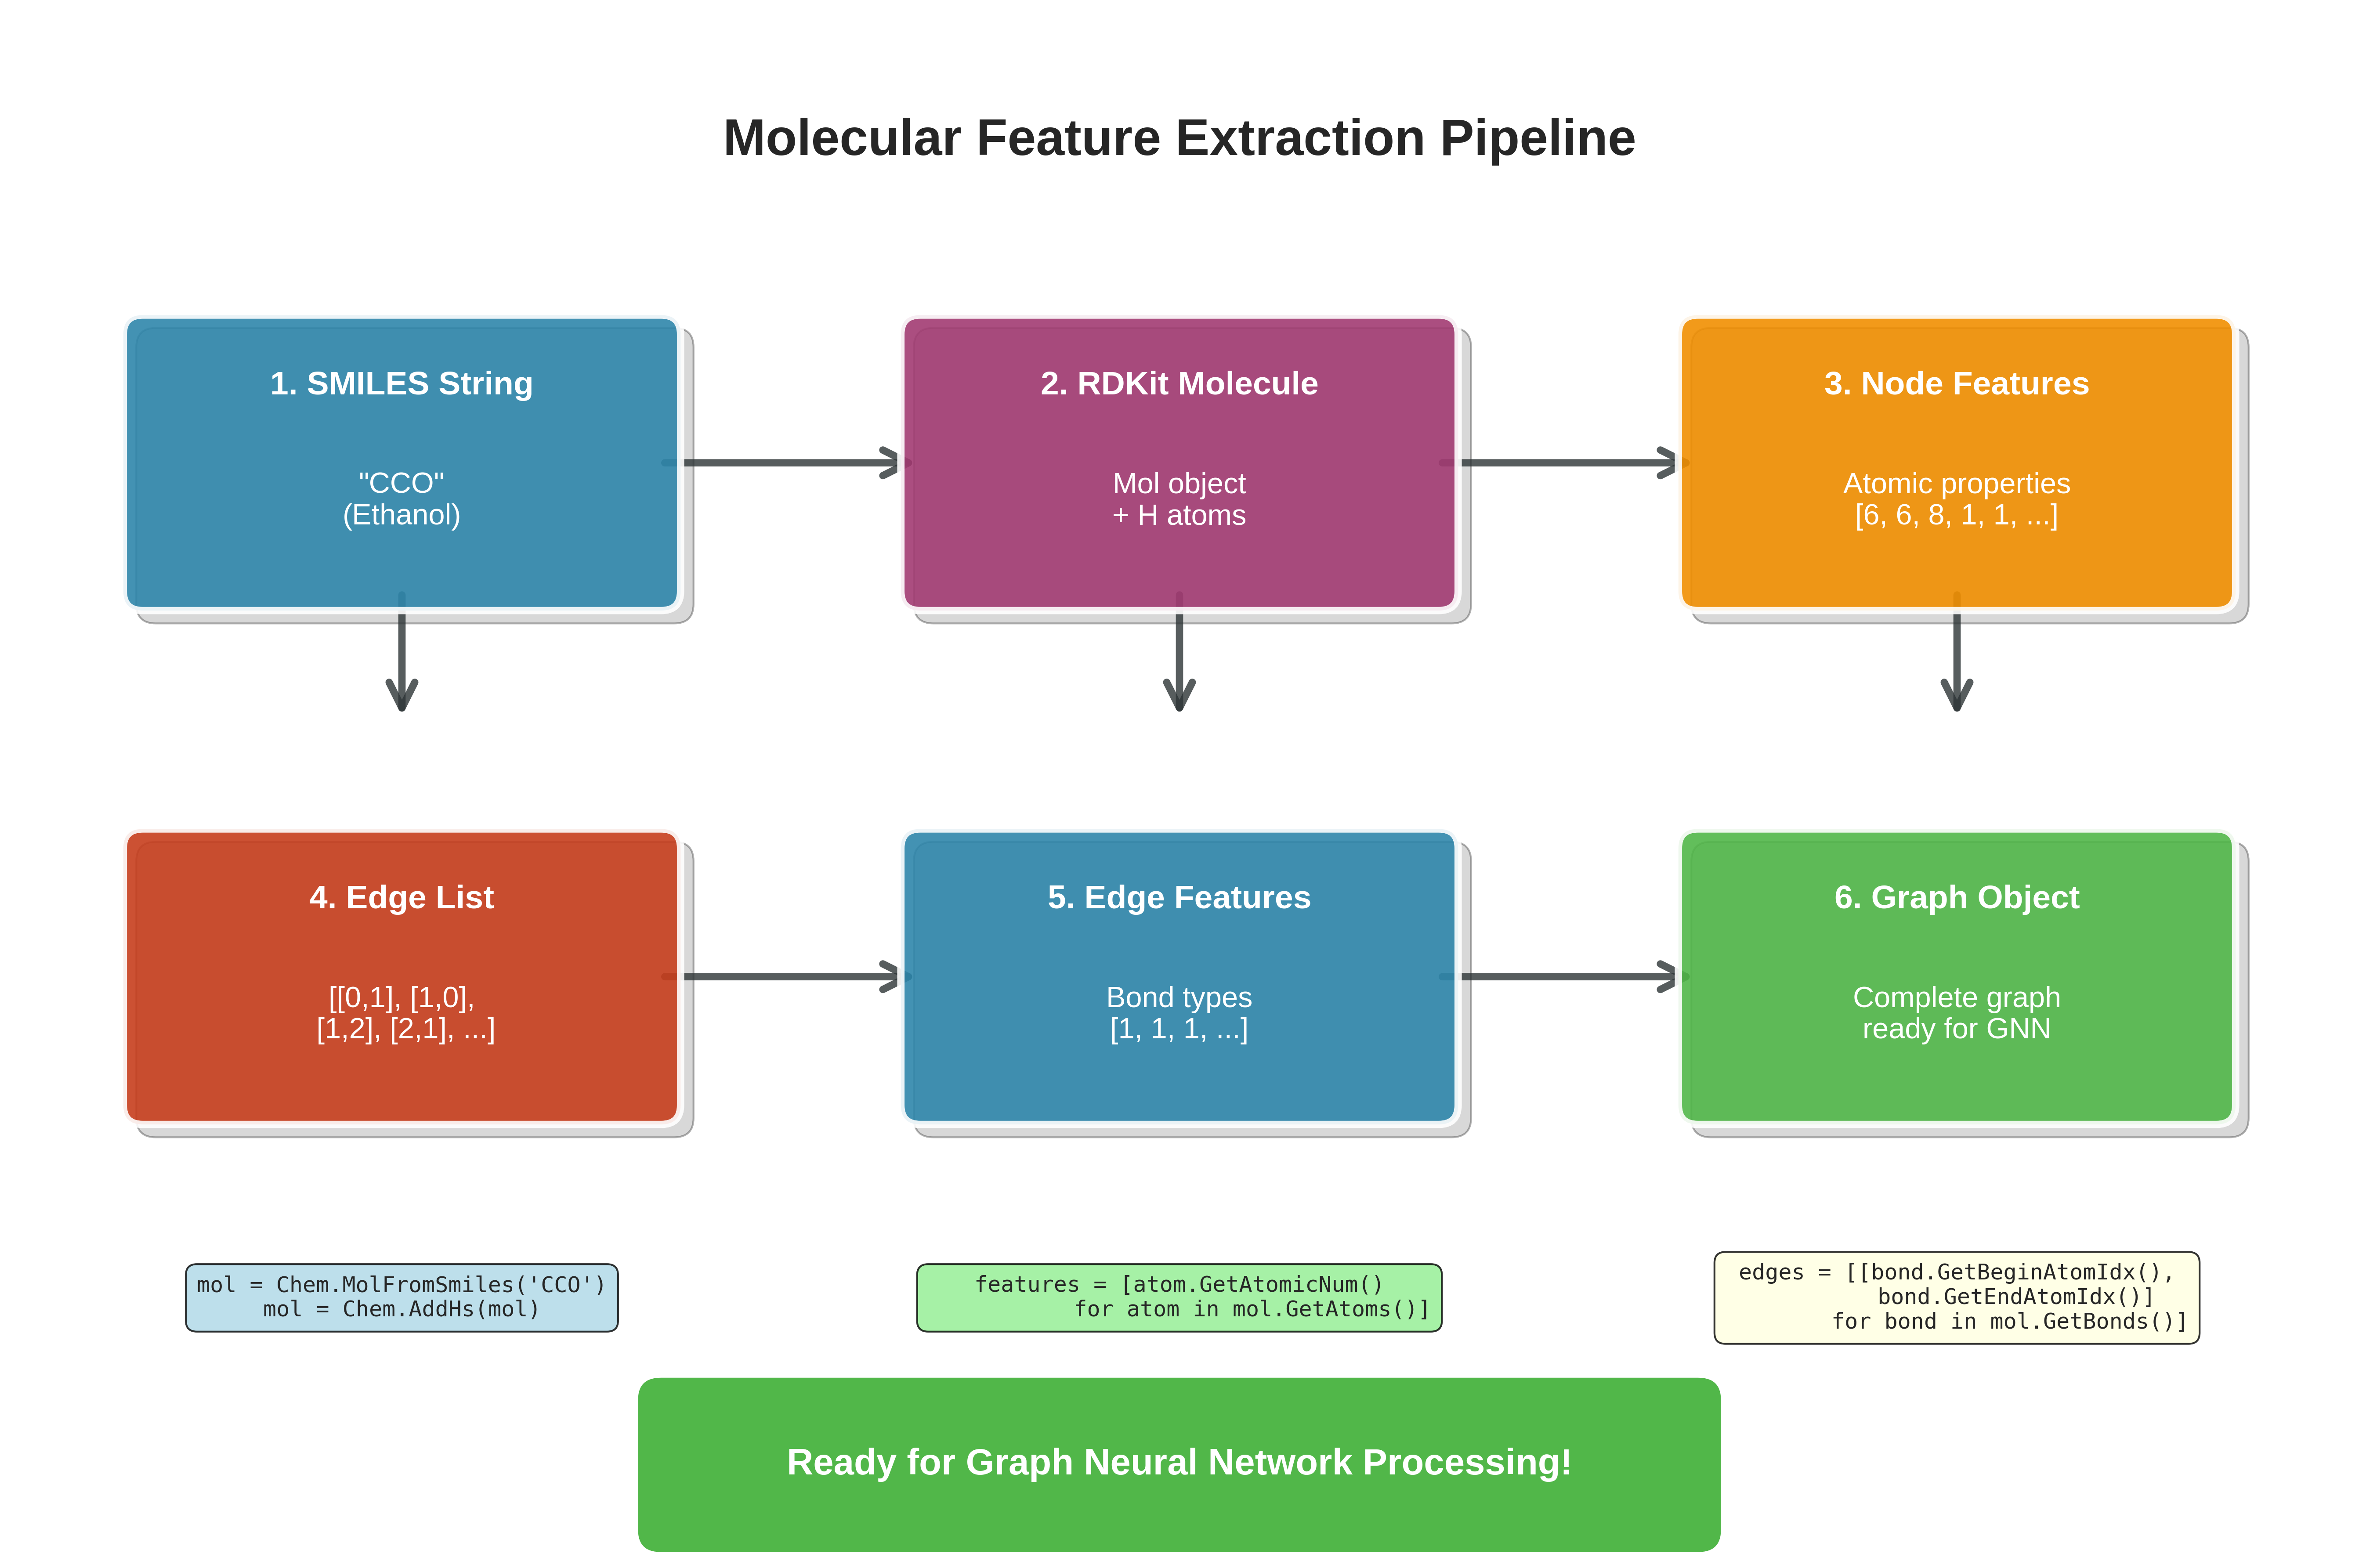 Molecular Feature Extraction Pipeline
1. SMILES String
"CCO"
(Ethanol)
2. RDKit Molecule
Mol object
+ H atoms
3. Node Features
Atomic properties
[6, 6, 8, 1, 1, ...]
4. Edge List
[[0,1], [1,0],
[1,2], [2,1], ...]
5. Edge Features
Bond types
[1, 1, 1, ...]
6. Graph Object
Complete graph
ready for GNN
mol = Chem.MolFromSmiles('CCO')
mol = Chem.AddHs(mol)
features = [atom.GetAtomicNum()
for atom in mol.GetAtoms()]
edges = [[bond.GetBeginAtomIdx(),
bond.GetEndAtomIdx()]
for bond in mol.GetBonds()]
Ready for Graph Neural Network Processing!